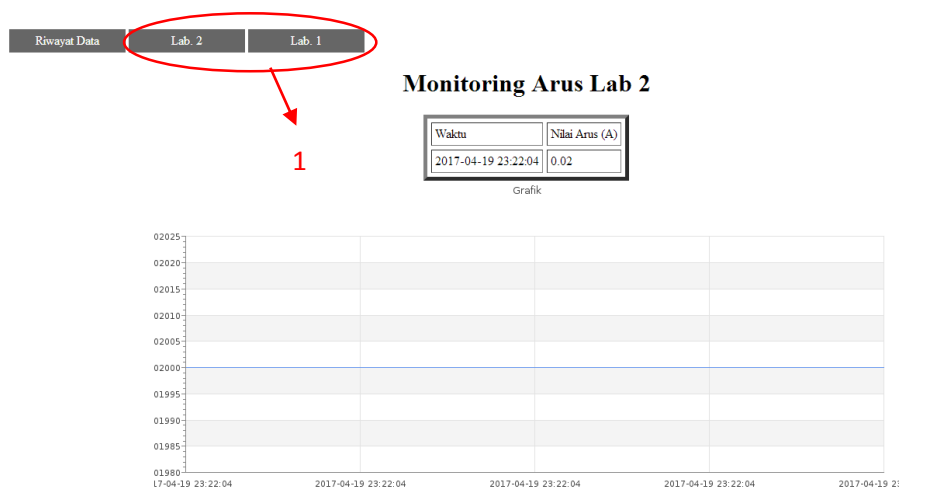 Riwayat Data Lab. 2 Lab. 1
Monitoring Arus Lab 2
1
Waktu Nilai Arus (A)
2017-04-19 23:22:04 0.02
Grafik
02025
02020
02015
02010
02005
02000
01995
01990
01985
01980
17-04-19 23:22:04 2017-04-19 23:22:04 2017-04-19 23:22:04 2017-04-19 23:22:04 2017-04-19 2